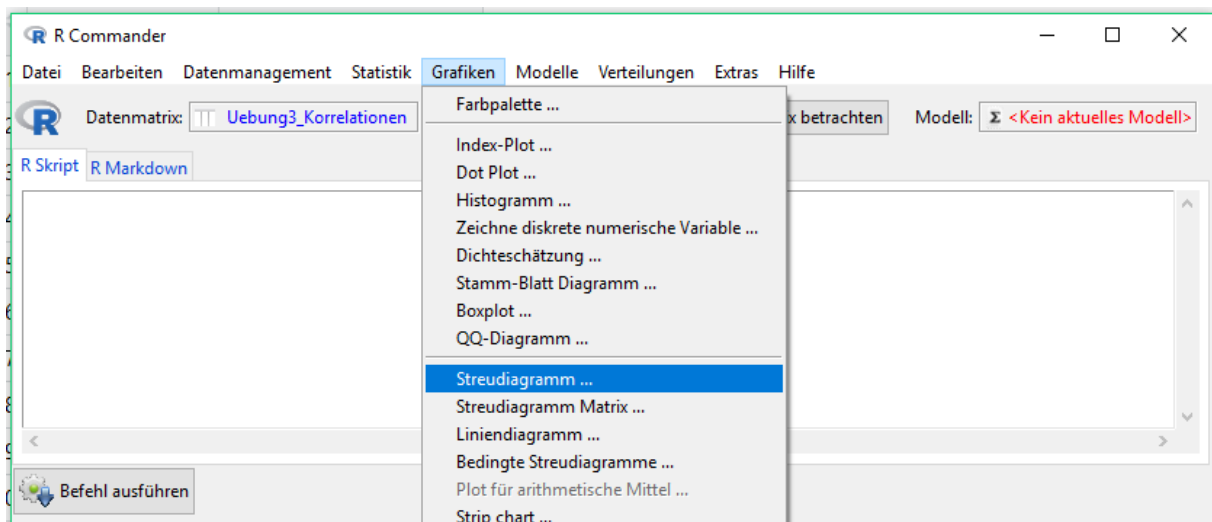 R Commander
Datei Bearbeiten Datenmanagement Statistik Grafiken Modelle Verteilungen Extras Hilfe
R Datenmatrix: Uebung3_Korrelationen x betrachten Modell: Σ <Kein aktuelles Modell>
R Skript R Markdown
Farbpalette ...
Index-Plot ...
Dot Plot ...
Histogramm ...
Zeichne diskrete numerische Variable ...
Dichteschätzung ...
Stamm-Blatt Diagramm ...
Boxplot ...
QQ-Diagramm ...
Streudiagramm ...
Streudiagramm Matrix ...
Liniendiagramm ...
Bedingte Streudiagramme ...
Plot für arithmetische Mittel ...
Strip chart ...
Befehl ausführen